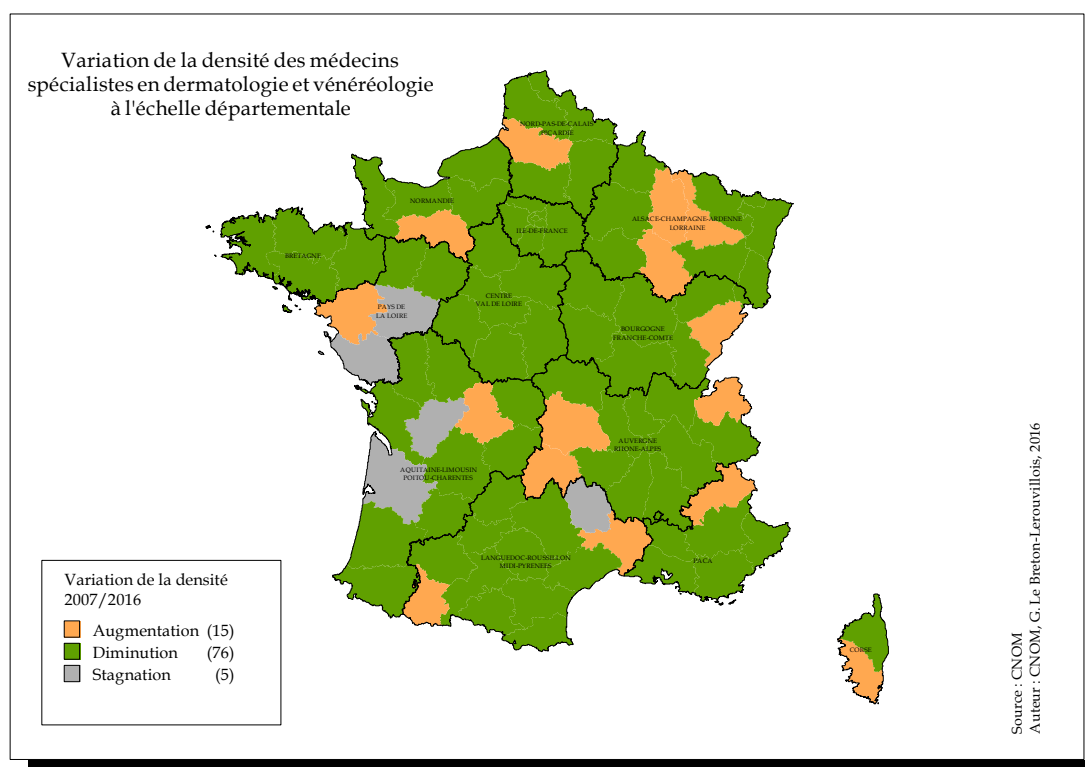 Variation de la densité des médecins
spécialistes en dermatologie et vénéréologie
à l'échelle départementale
NORD-PAS-DE-CALAIS
PICARDIE
NORMANDIE
ILE-DE-FRANCE
ALSACE-CHAMPAGNE-ARDENNE
LORRAINE
BRETAGNE
PAYS DE
LA LOIRE
CENTRE
VAL DE LOIRE
BOURGOGNE
FRANCHE-COMTE
AUVERGNE
RHONE-ALPES
AQUITAINE-LIMOUSIN
POITOU-CHARENTES
LANGUEDOC-ROUSSILLON
MIDI-PYRENEES
PACA
CORSE
Variation de la densité
2007/2016
Augmentation (15)
Diminution (76)
Stagnation (5)
Source : CNOM
Auteur : CNOM, G. Le Breton-Lerouvillois, 2016